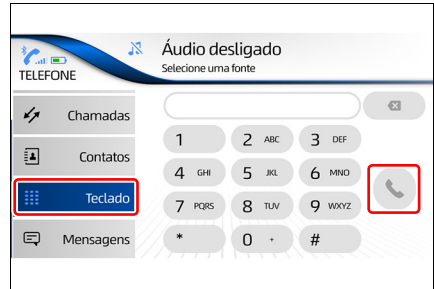 Áudio desligado
Selecione uma fonte
TELEFONE
Chamadas
Contatos
Teclado
Mensagens
1 2 ABC 3 DEF
4 GHI 5 JKL 6 MNO
7 PQRS 8 TUV 9 WXYZ
* 0 + #